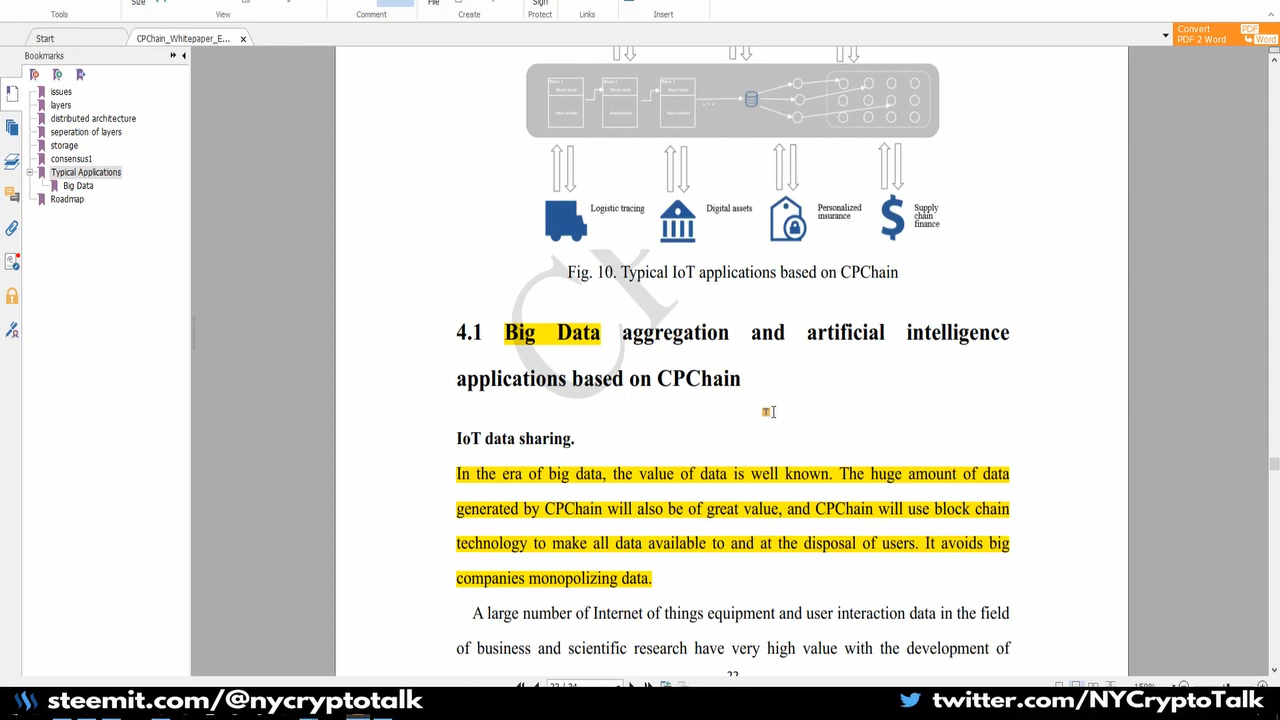 Size
File
Sign
Tools
View
Comment
Create
Protect
Links
Insert
Start
CPChain_Whitepaper_E...
Convert
PDF 2 Word
PDF
Word
Bookmarks
issues
layers
distributed architecture
seperation of layers
storage
consensus1
Typical Applications
Big Data
Roadmap
Logistic tracing
Digital assets
Personalized
insurance
Supply
chain
finance
Fig. 10. Typical IoT applications based on CPChain
4.1 Big Data aggregation and artificial intelligence
applications based on CPChain
IoT data sharing.
In the era of big data, the value of data is well known. The huge amount of data
generated by CPChain will also be of great value, and CPChain will use block chain
technology to make all data available to and at the disposal of users. It avoids big
companies monopolizing data.
A large number of Internet of things equipment and user interaction data in the field
of business and scientific research have very high value with the development of
steemit.com/@nycryptotalk
twitter.com/NYCryptoTalk